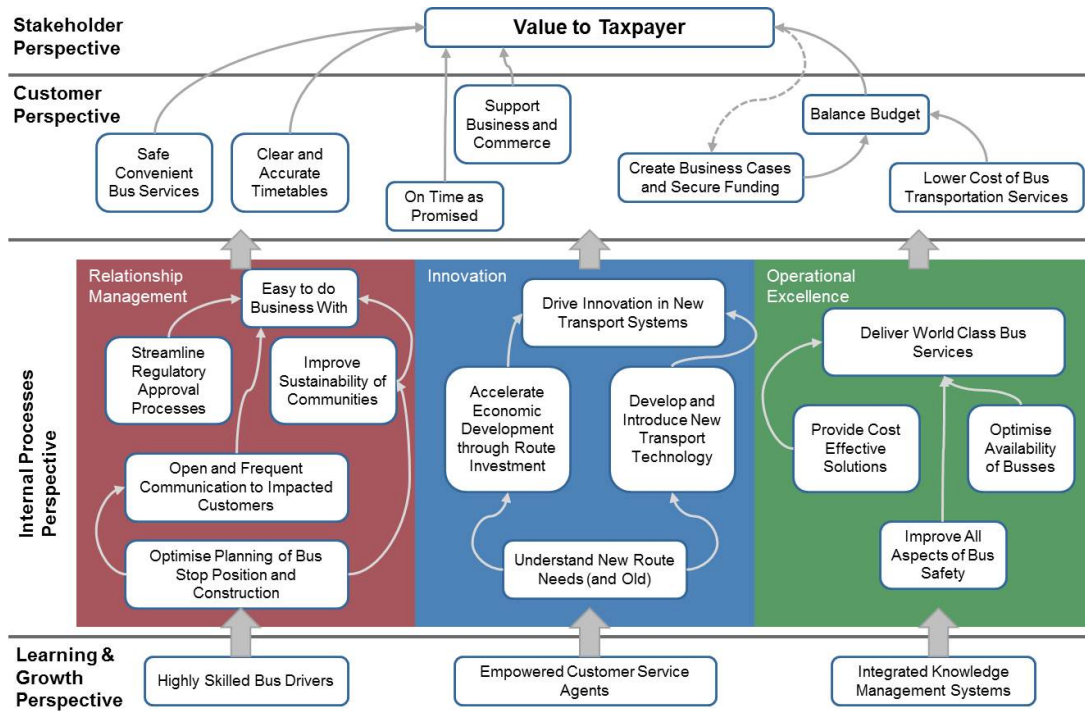 Stakeholder
Perspective
Value to Taxpayer
Customer
Perspective
Safe
Convenient
Bus Services
Clear and
Accurate
Timetables
On Time as
Promised
Support
Business and
Commerce
Create Business Cases
and Secure Funding
Balance Budget
Lower Cost of Bus
Transportation Services
Internal Processes
Perspective
Relationship
Management
Easy to do
Business With
Streamline
Regulatory
Approval
Processes
Improve
Sustainability of
Communities
Open and Frequent
Communication to Impacted
Customers
Optimise Planning of Bus
Stop Position and
Construction
Innovation
Drive Innovation in New
Transport Systems
Accelerate
Economic
Development
through Route
Investment
Develop and
Introduce New
Transport
Technology
Understand New Route
Needs (and Old)
Operational
Excellence
Deliver World Class Bus
Services
Provide Cost
Effective
Solutions
Optimise
Availability
of Busses
Improve All
Aspects of Bus
Safety
Learning &
Growth
Perspective
Highly Skilled Bus Drivers
Empowered Customer Service
Agents
Integrated Knowledge
Management Systems